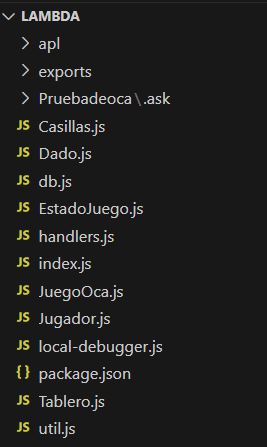 LAMBDA
apl
exports
Pruebadeoca\.ask
JS Casillas.js
JS Dado.js
JS db.js
JS EstadoJuego.js
JS handlers.js
JS index.js
JS JuegoOca.js
JS Jugador.js
JS local-debugger.js
{ } package.json
JS Tablero.js
JS util.js